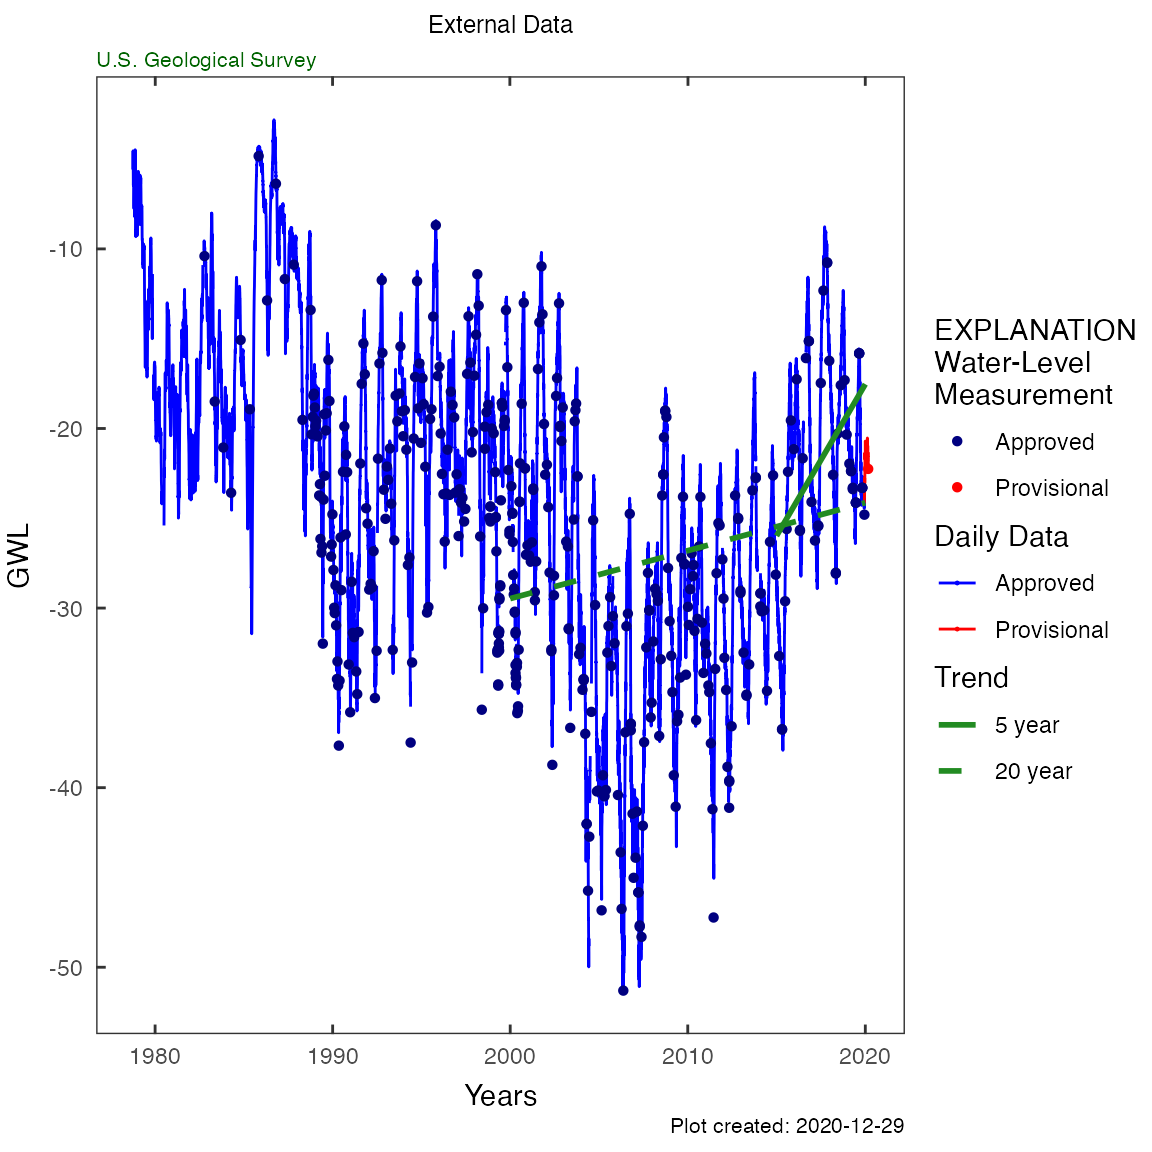 External Data
U.S. Geological Survey
-10
-20
-30
-40
-50
GWL
1980 1990 2000 2010 2020
Years
EXPLANATION
Water-Level
Measurement
Approved
Provisional
Daily Data
Approved
Provisional
Trend
5 year
20 year
Plot created: 2020-12-29